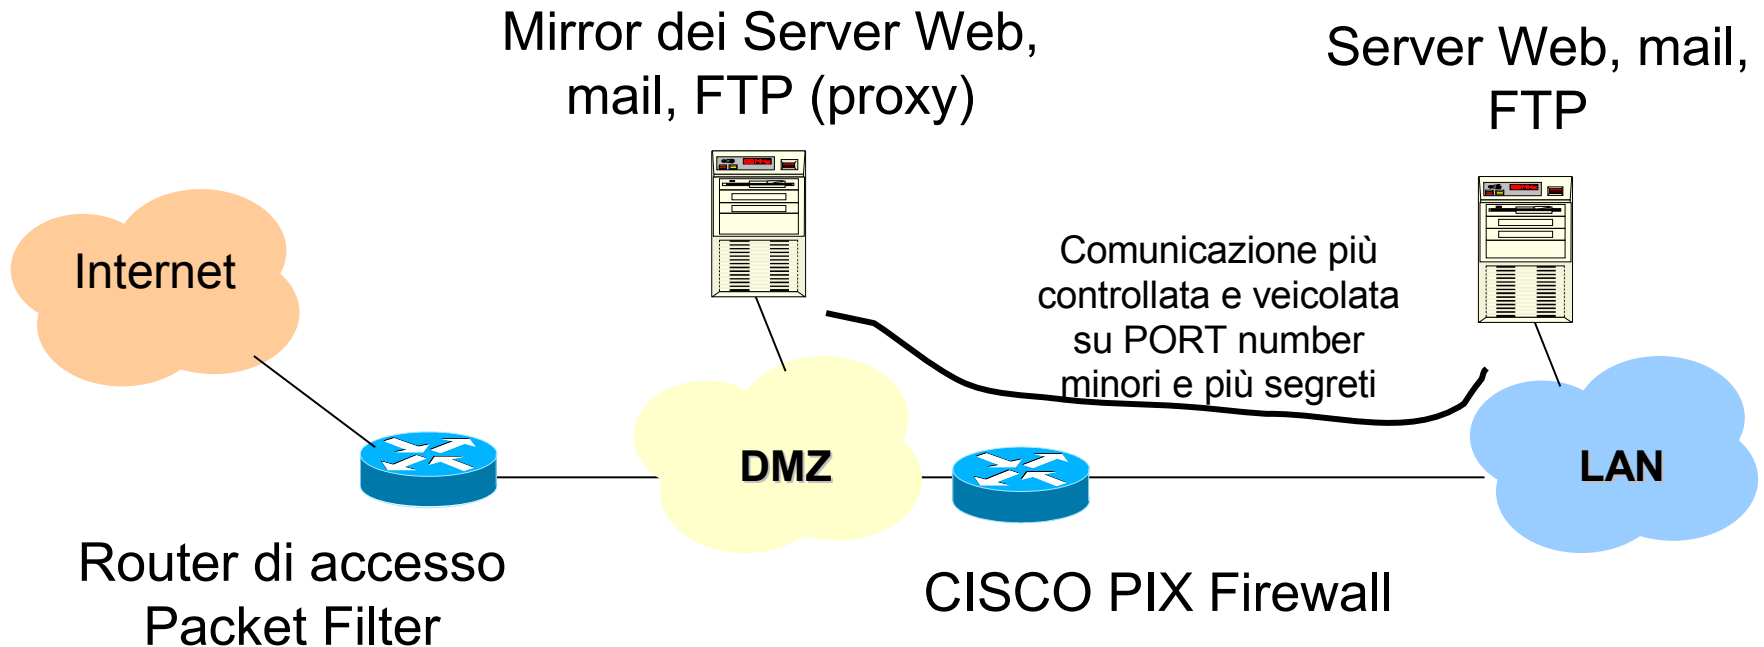 Mirror dei Server Web,
mail, FTP (proxy)
Server Web, mail,
FTP
Internet
Comunicazione più
controllata e veicolata
su PORT number
minori e più segreti
DMZ
LAN
Router di accesso
Packet Filter
CISCO PIX Firewall